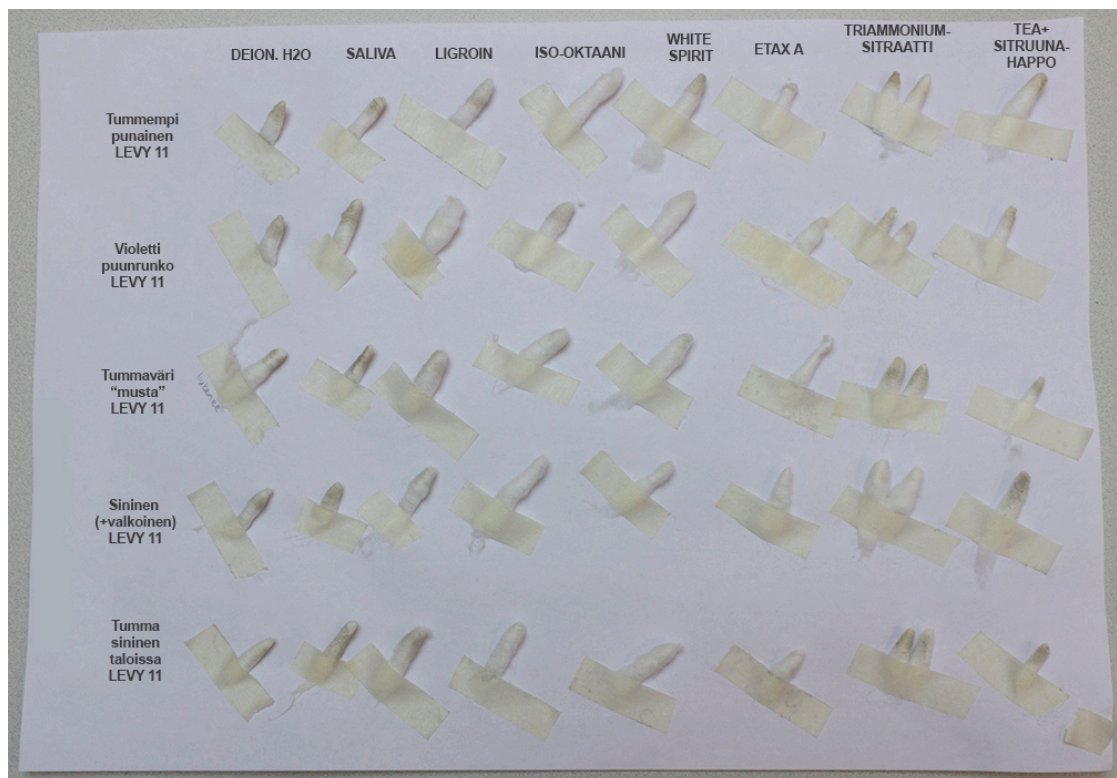 DEION. H2O
SALIVA
LIGROIN
ISO-OKTAANI
WHITE
SPIRIT
ETAX A
TRIAMMONIUM-
SITRAATTI
TEA+
SITRUUNA-
HAPPO
Tummempi
punainen
LEVY 11
Violetti
puunrunko
LEVY 11
Tummaväri
“musta”
LEVY 11
Sininen
(+valkoinen)
LEVY 11
Tumma
sininen
taloissa
LEVY 11